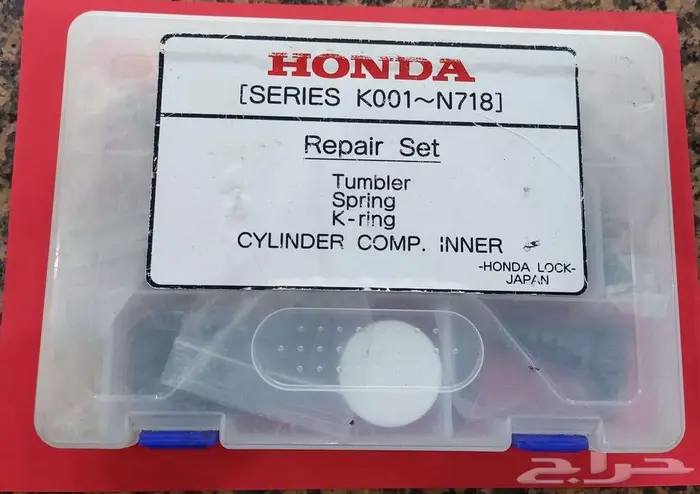 HONDA
[SERIES K001~N718]
Repair Set
Tumbler
Spring
K-ring
CYLINDER COMP. INNER
-HONDA LOCK-
JAPAN
حراج